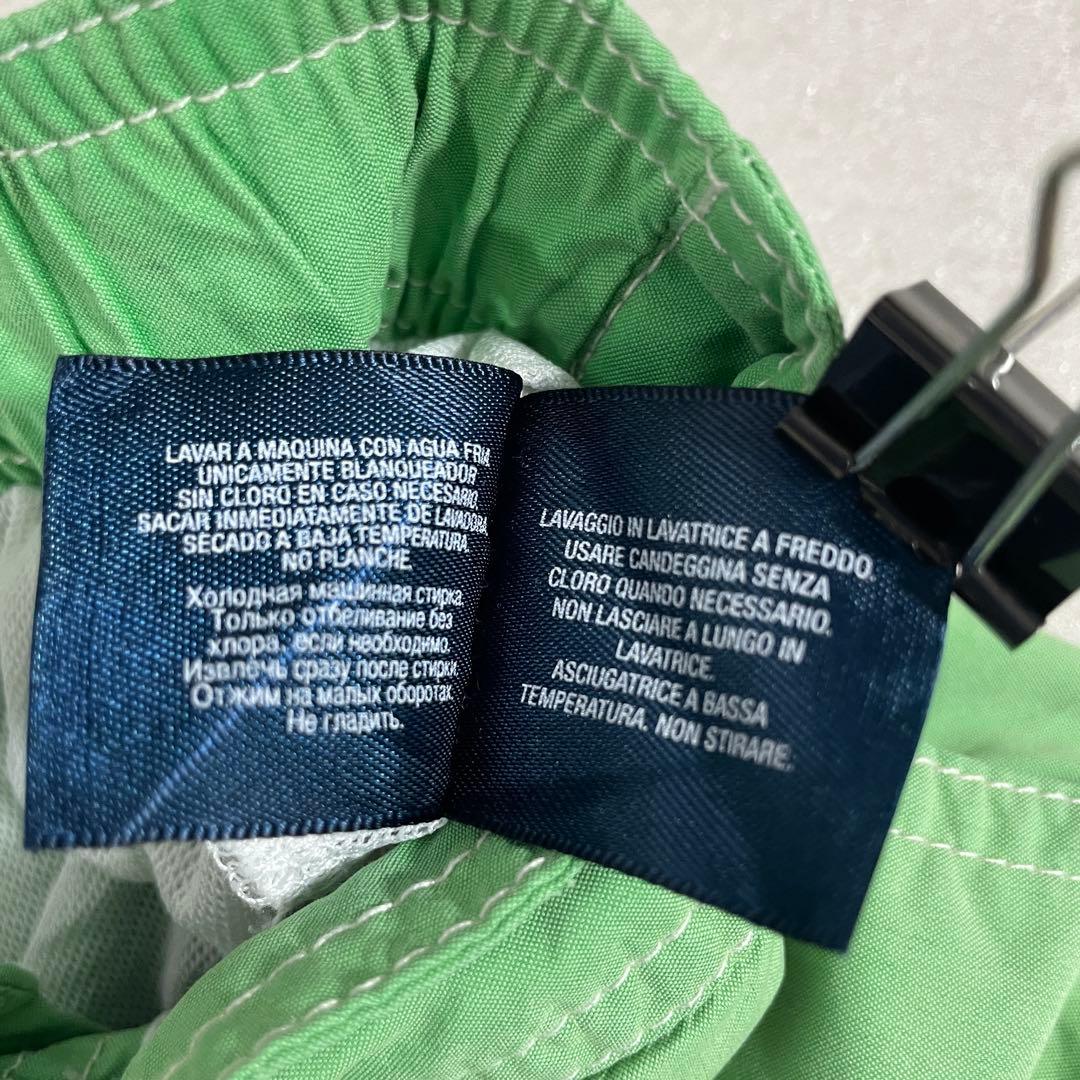 LAVAR A MAQUINA CON AGUA FRIA
UNICAMENTE BLANQUEADOR
SIN CLORO EN CASO NECESARIO.
SACAR INMEDIATAMENTE DE LAVADORA.
SECADO A BAJA TEMPERATURA.
NO PLANCHE
Холодная машинная стирка.
Только отбеливание без
хлора, если необходимо.
Извлечь сразу после стирки.
Отжим на малых оборотах.
Не гладить.
LAVAGGIO IN LAVATRICE A FREDDO.
USARE CANDEGGINA SENZA
CLORO QUANDO NECESSARIO.
NON LASCIARE A LUNGO IN
LAVATRICE.
ASCIUGATRICE A BASSA
TEMPERATURA. NON STIRARE.